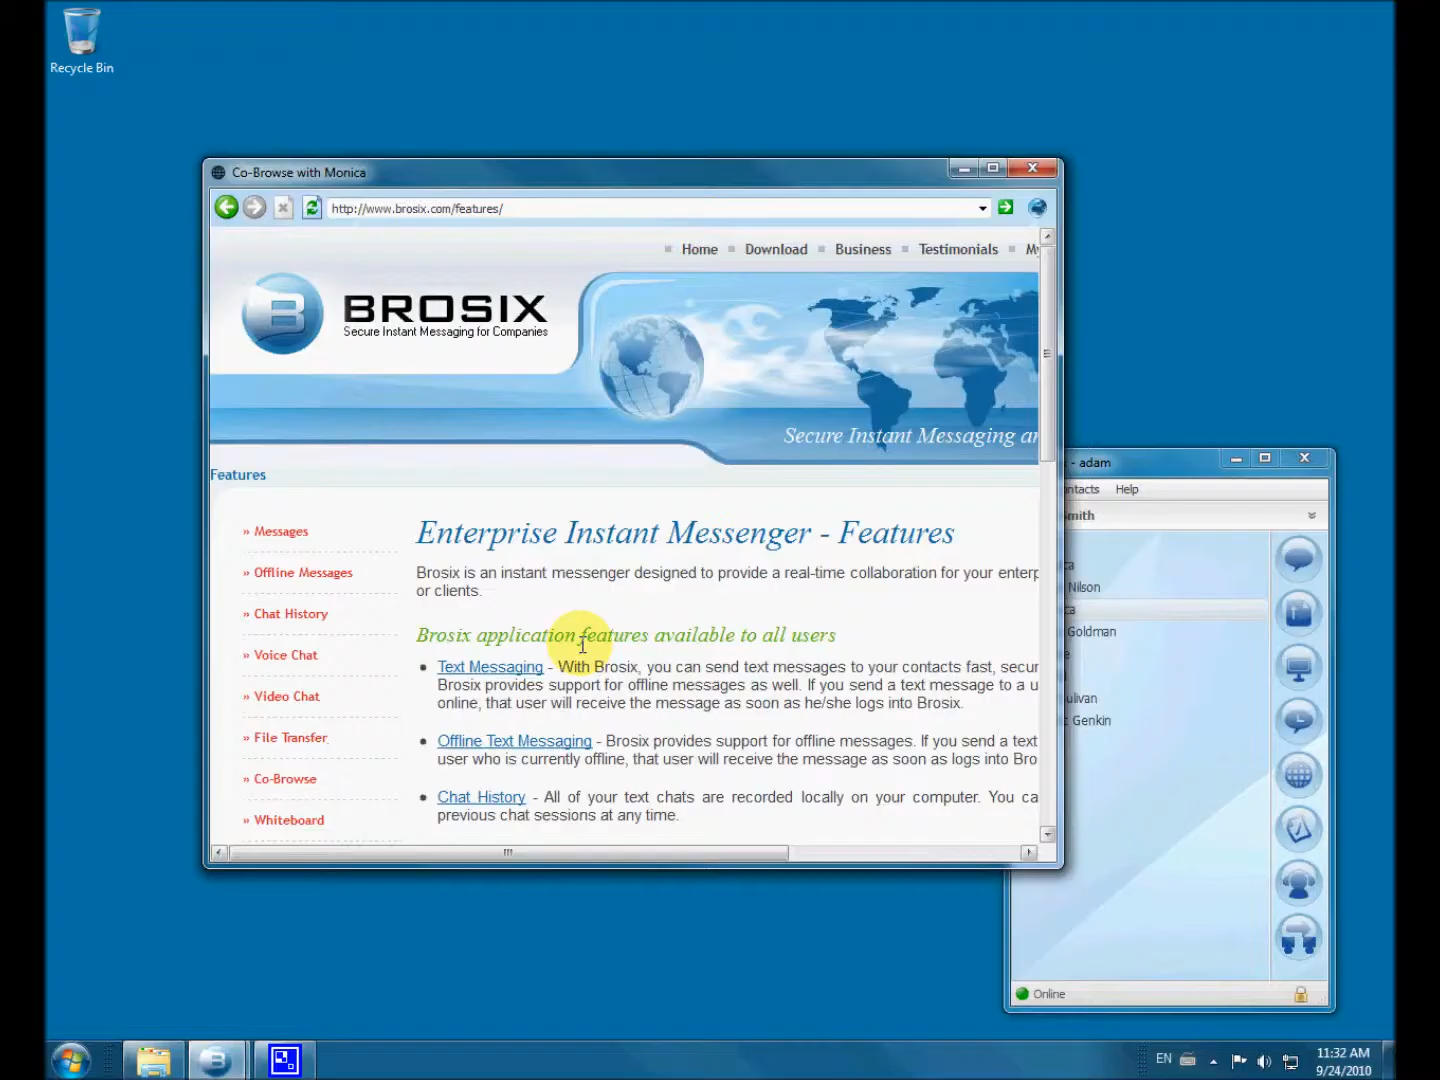 Recycle Bin
Co-Browse with Monica
http://www.brosix.com/features/
Home
Download
Business
Testimonials
BROSIX
Secure Instant Messaging for Companies
Secure Instant Messaging
Features
» Messages
» Offline Messages
» Chat History
» Voice Chat
» Video Chat
» File Transfer
» Co-Browse
» Whiteboard
Enterprise Instant Messenger - Features
Brosix is an instant messenger designed to provide a real-time collaboration for your
or clients.
Brosix application features available to all users
• Text Messaging - With Brosix, you can send text messages to your contacts fast,
Brosix provides support for offline messages as well. If you send a text message to a
online, that user will receive the message as soon as he/she logs into Brosix.
• Offline Text Messaging - Brosix provides support for offline messages. If you send a text
user who is currently offline, that user will receive the message as soon as logs into
• Chat History - All of your text chats are recorded locally on your computer. You
previous chat sessions at any time.
- adam
Help
Nilson
Goldman
Genkin
Online
EN
11:32 AM
9/24/2010